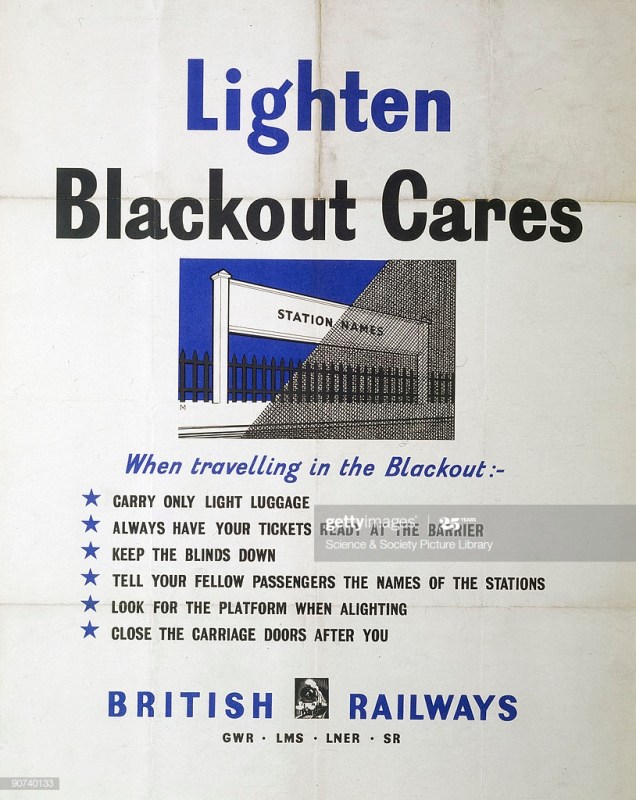 Lighten
Blackout Cares
STATION NAMES
M
When travelling in the Blackout:-
★ CARRY ONLY LIGHT LUGGAGE
★ ALWAYS HAVE YOUR TICKETS READY AT THE BARRIER
★ KEEP THE BLINDS DOWN
★ TELL YOUR FELLOW PASSENGERS THE NAMES OF THE STATIONS
★ LOOK FOR THE PLATFORM WHEN ALIGHTING
★ CLOSE THE CARRIAGE DOORS AFTER YOU
gettyimages 25 YEARS
Science & Society Picture Library
BRITISH RAILWAYS
GWR · LMS · LNER · SR
90740133